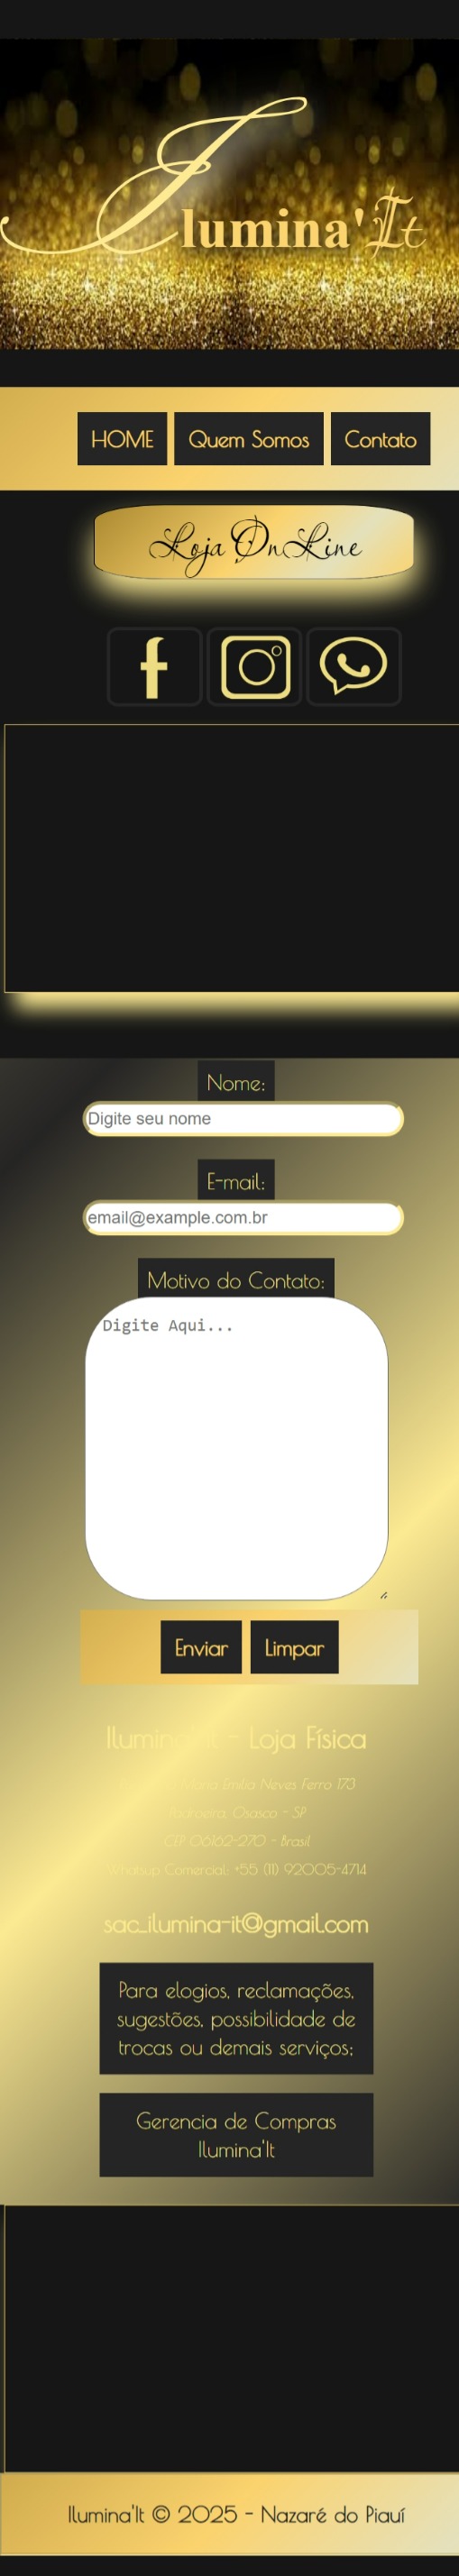 Ilumina'It
HOME Quem Somos Contato
Loja OnLine
Nome:
Digite seu nome
E-mail:
email@example.com.br
Motivo do Contato:
Digite Aqui...
Enviar Limpar
Ilumina'It - Loja Física
Maria Emília Neves Ferro 173
Osasco - SP
CEP 06162-270 - Brasil
Comercial: +55 (11) 92005-4714
sac_ilumina-it@gmail.com
Para elogios, reclamações,
sugestões, possibilidade de
trocas ou demais serviços;
Gerencia de Compras
Ilumina'It
Ilumina'It © 2025 - Nazaré do Piauí